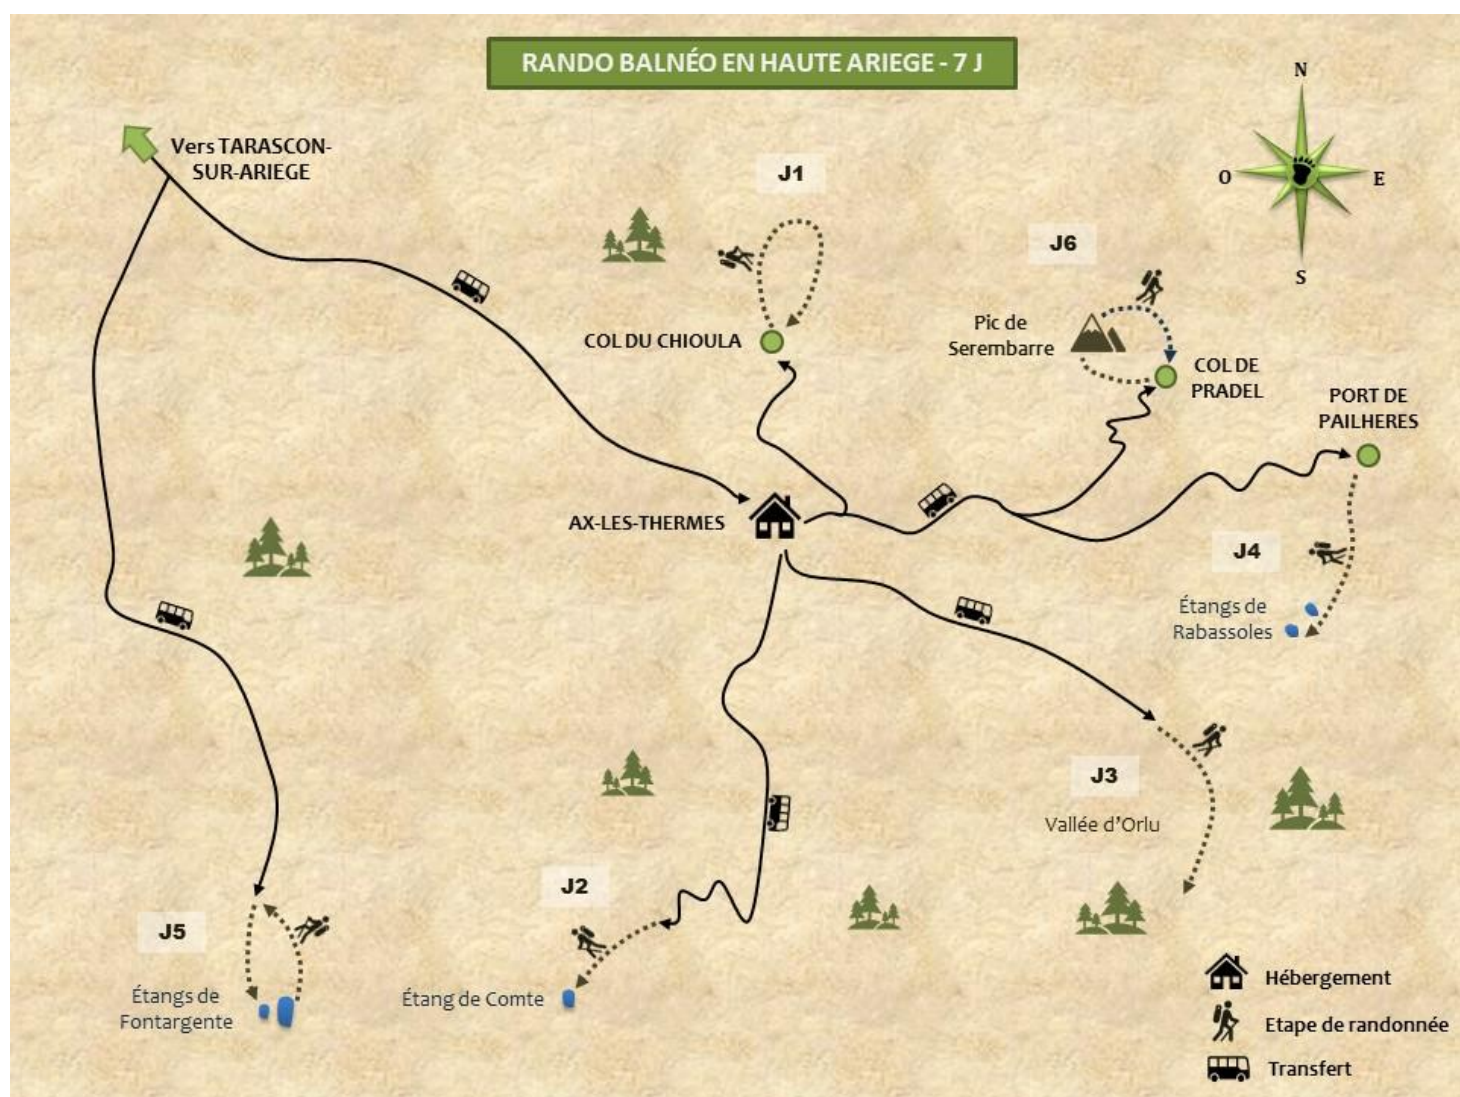 RANDO BALNÉO EN HAUTE ARIEGE - 7 J
N
O
E
S
Vers TARASCON-
SUR-ARIEGE
J1
COL DU CHIOULA
J6
Pic de
Serembarre
COL DE
PRADEL
PORT DE
PAILHERES
AX-LES-THERMES
J4
Étangs de
Rabassoles
J3
Vallée d'Orlu
J2
Étang de Comte
J5
Étangs de
Fontargente
Hébergement
Etape de randonnée
Transfert